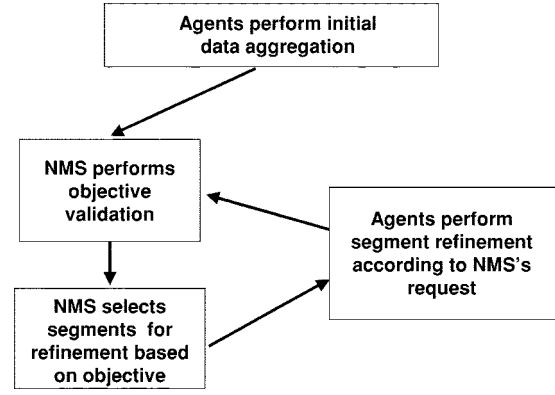 Agents perform initial
data aggregation
NMS performs
objective
validation
Agents perform
segment refinement
according to NMS's
request
NMS selects
segments for
refinement based
on objective